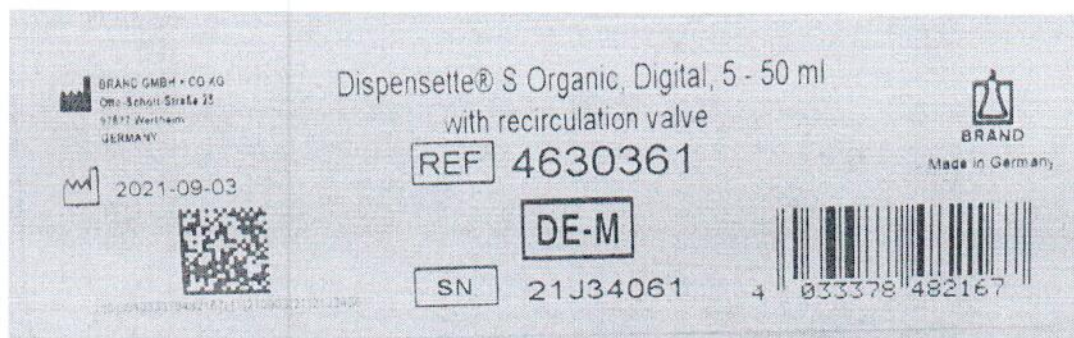 BRAND GMBH + CO KG
Otto-Schott-Straße 25
97877 Wertheim
GERMANY
2021-09-03
Dispensette® S Organic, Digital, 5 - 50 ml
with recirculation valve
REF 4630361
DE-M
SN 21J34061
BRAND
Made in Germany
4 033378 482167